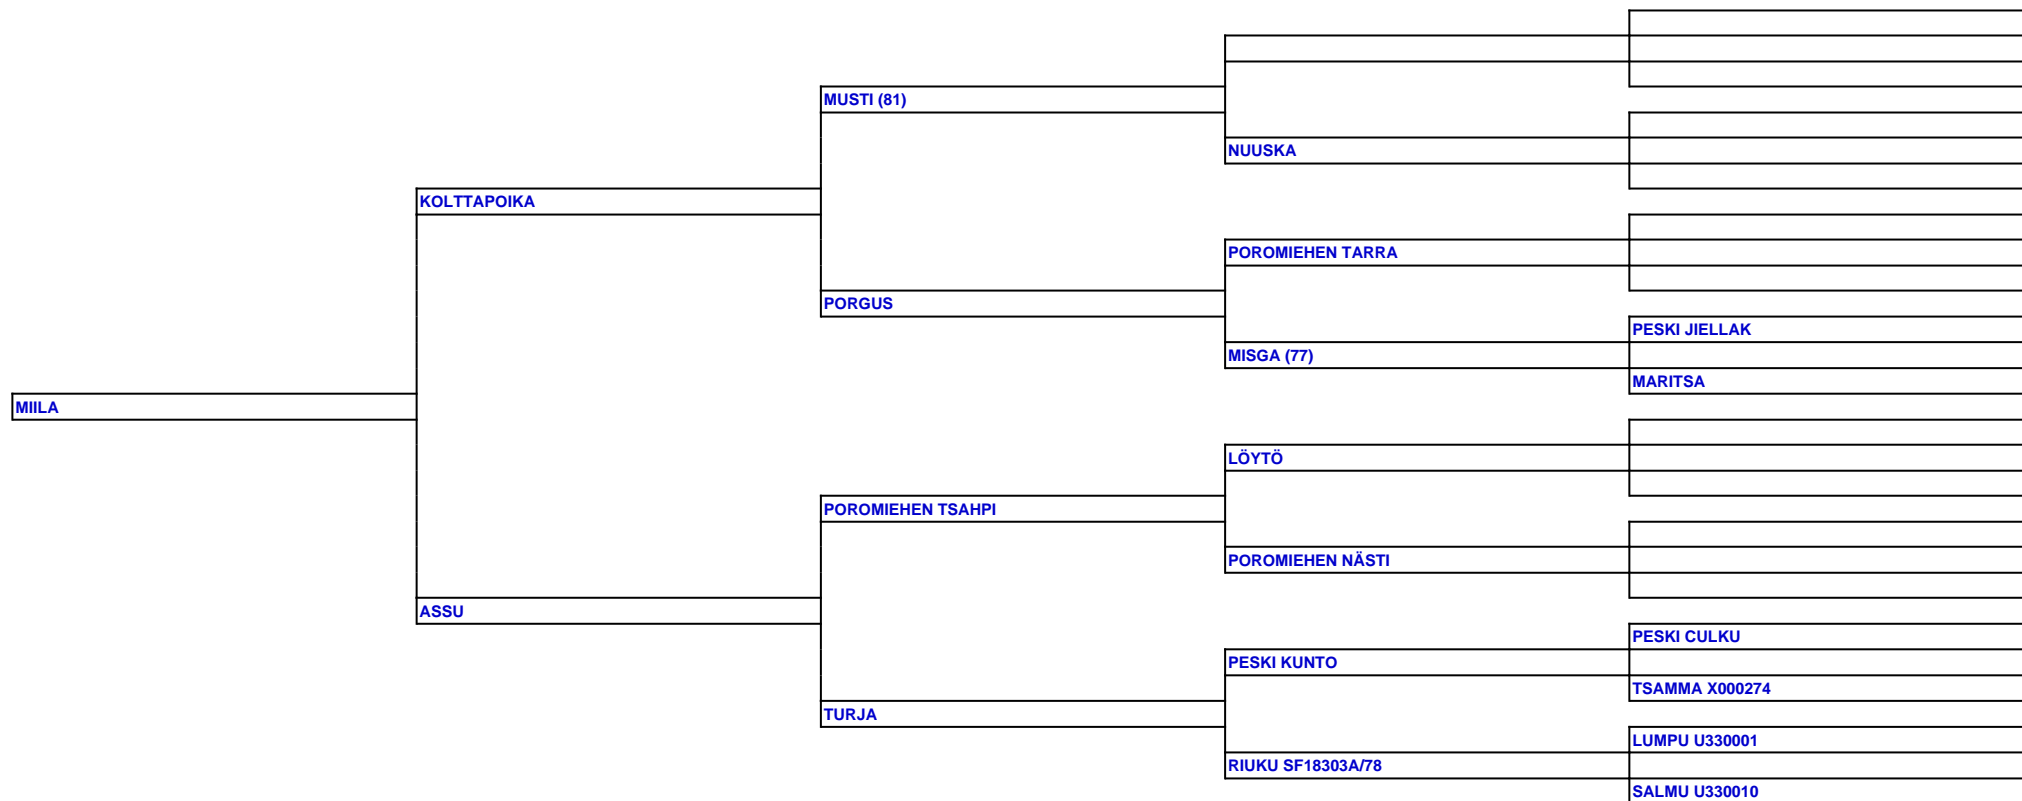 MUSTI (81)
NUUSKA
KOLTTAPOIKA
POROMIEHEN TARRA
PORGUS
PESKI JIELLAK
MISGA (77)
MARITSA
MIILA
LÖYTÖ
POROMIEHEN TSAHPI
POROMIEHEN NÄSTI
ASSU
PESKI CULKU
PESKI KUNTO
TSAMMA X000274
TURJA
LUMPU U330001
RIUKU SF18303A/78
SALMU U330010